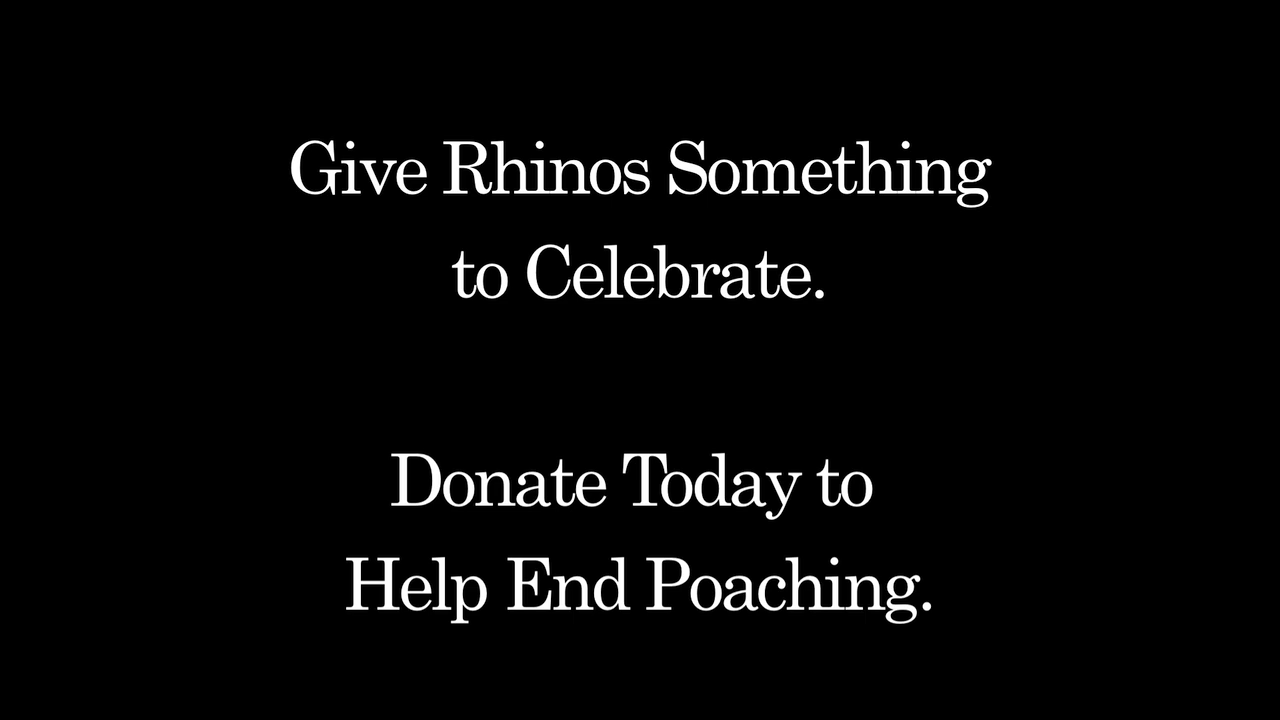 Give Rhinos Something
to Celebrate.
Donate Today to
Help End Poaching.